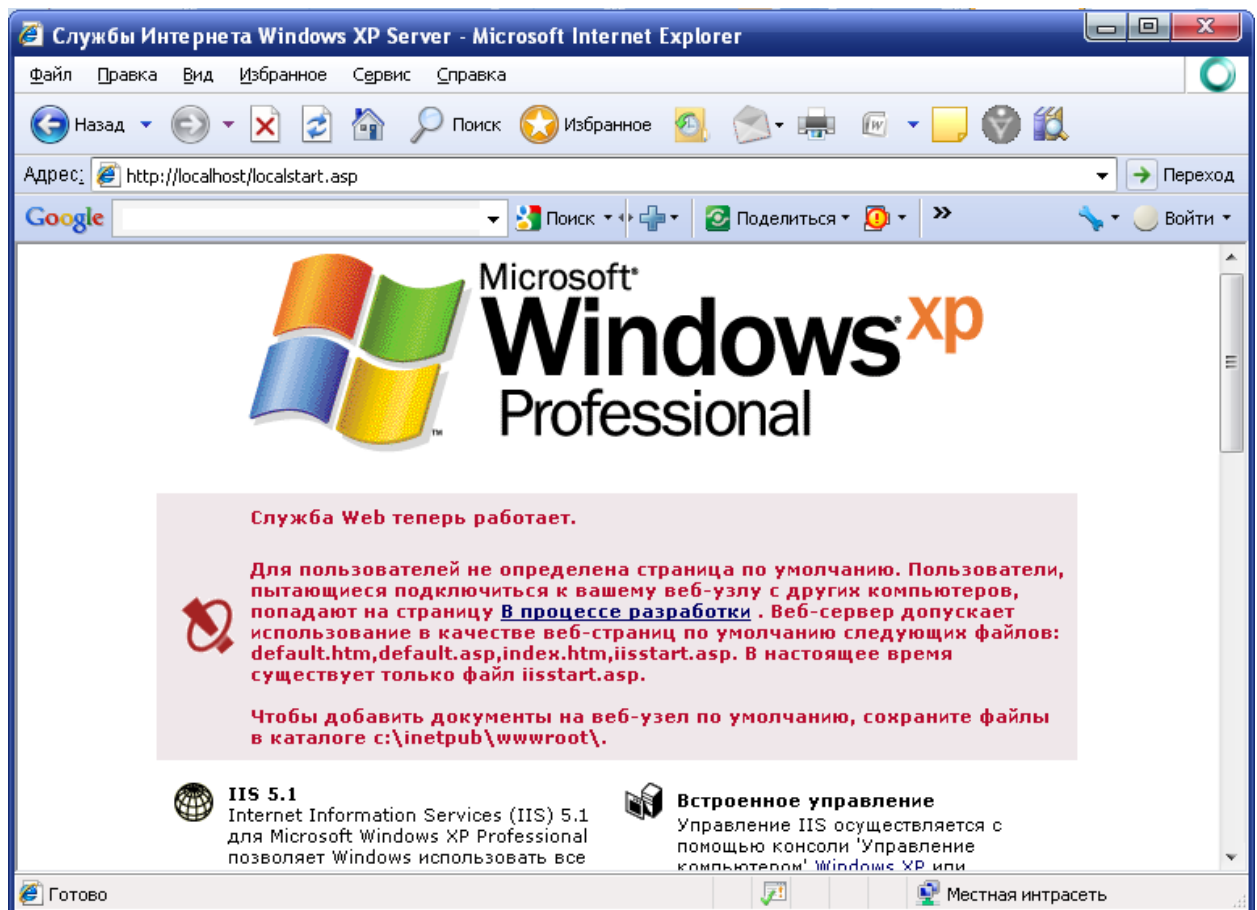 Службы Интернета Windows XP Server - Microsoft Internet Explorer
Файл Правка Вид Избранное Сервис Справка
Назад Поиск Избранное
Адрес: http://localhost/localstart.asp Переход
Google Поиск Поделиться » Войти
Microsoft
Windows xp
Professional
Служба Web теперь работает.
Для пользователей не определена страница по умолчанию. Пользователи,
пытающиеся подключиться к вашему веб-узлу с других компьютеров,
попадают на страницу В процессе разработки . Веб-сервер допускает
использование в качестве веб-страниц по умолчанию следующих файлов:
default.htm,default.asp,index.htm,iisstart.asp. В настоящее время
существует только файл iisstart.asp.
Чтобы добавить документы на веб-узел по умолчанию, сохраните файлы
в каталоге c:\inetpub\wwwroot\.
IIS 5.1
Internet Information Services (IIS) 5.1
для Microsoft Windows XP Professional
позволяет Windows использовать все
Встроенное управление
Управление IIS осуществляется с
помощью консоли 'Управление
компьютером' Windows XP или
Готово Местная интрасеть